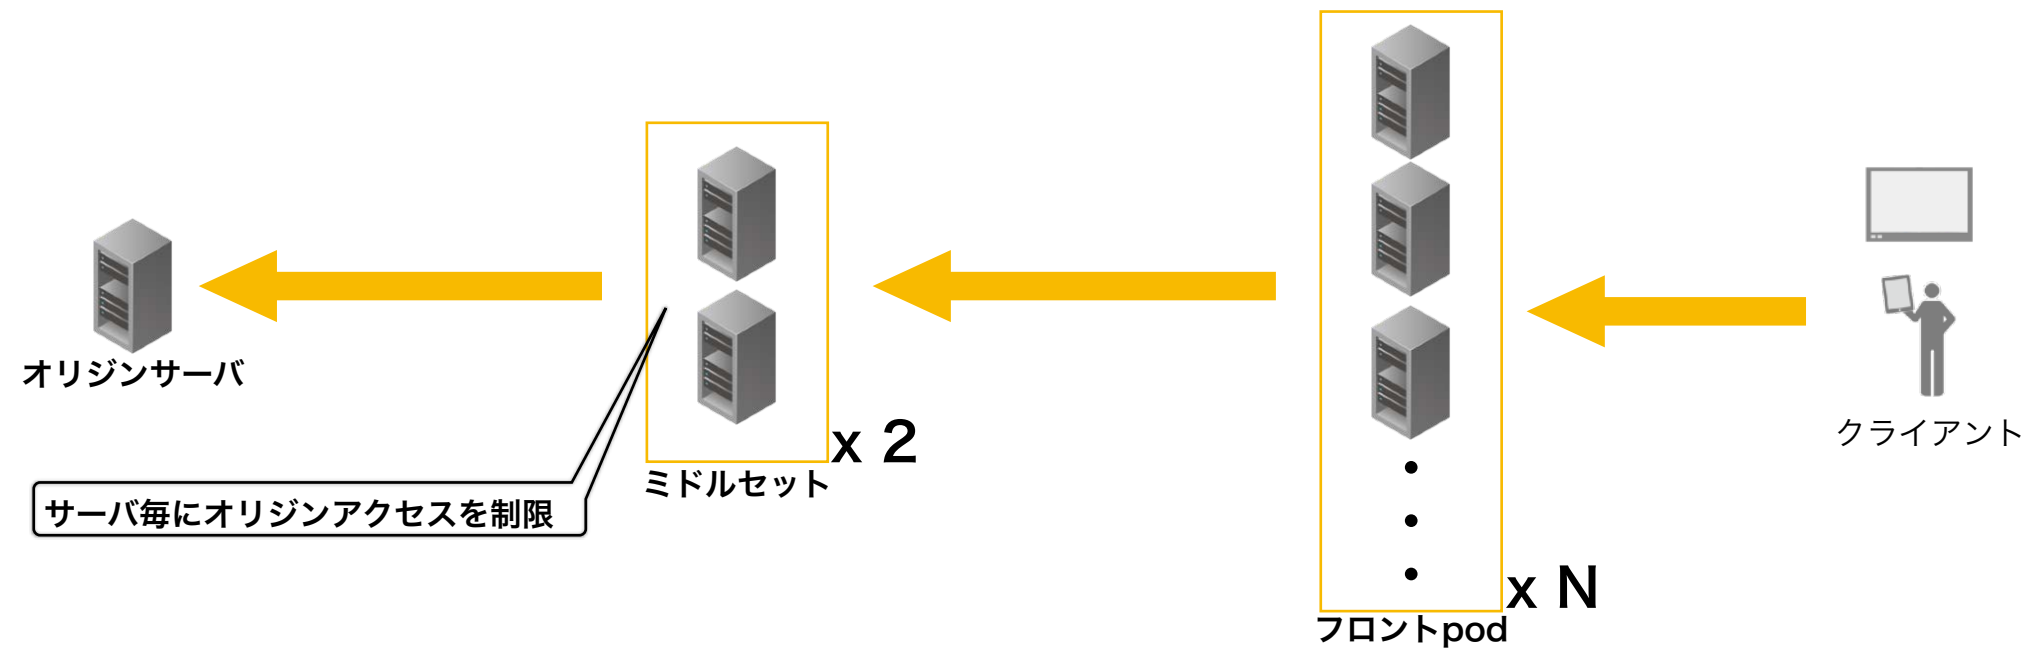 オリジンサーバ
サーバ毎にオリジンアクセスを制限
x 2
ミドルセット
x N
フロントpod
クライアント